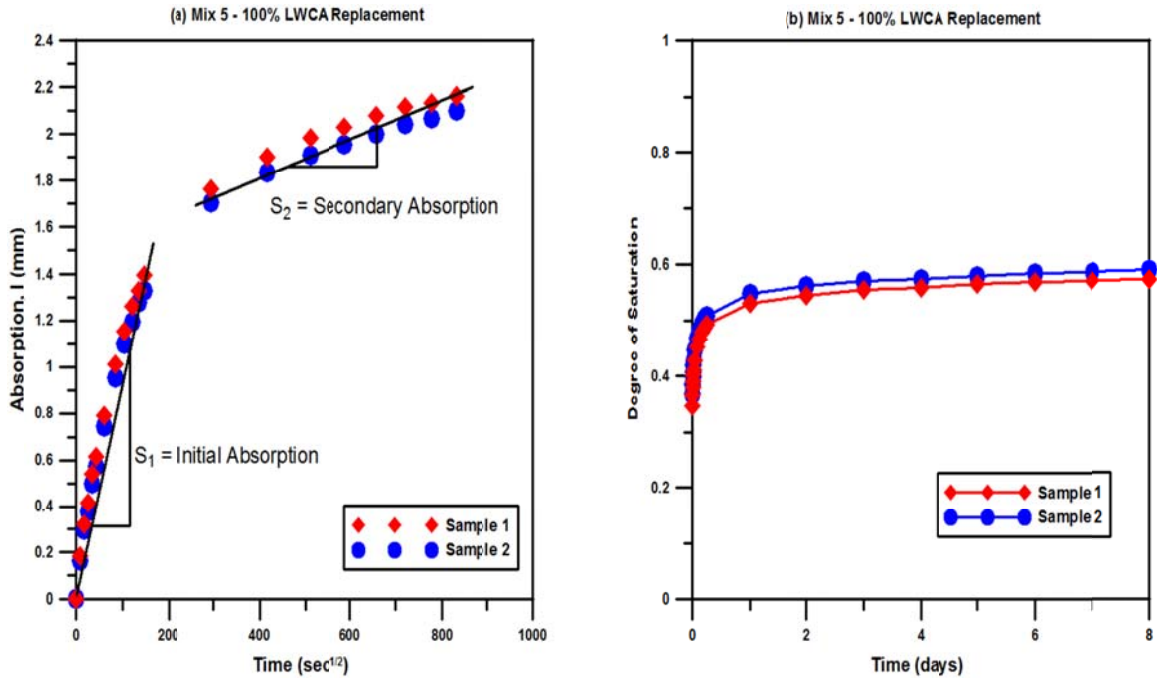 (a) Mix 5 - 100% LWCA Replacement
2.4
2.2
2
1.8
1.6
1.4
1.2
1
0.8
0.6
0.4
0.2
0
Absorption, I (mm)
S2 = Secondary Absorption
S1 = Initial Absorption
Sample 1
Sample 2
0 200 400 600 800 1000
Time (sec1/2)
(b) Mix 5 - 100% LWCA Replacement
1
0.8
0.6
0.4
0.2
0
Degree of Saturation
Sample 1
Sample 2
0 2 4 6 8
Time (days)